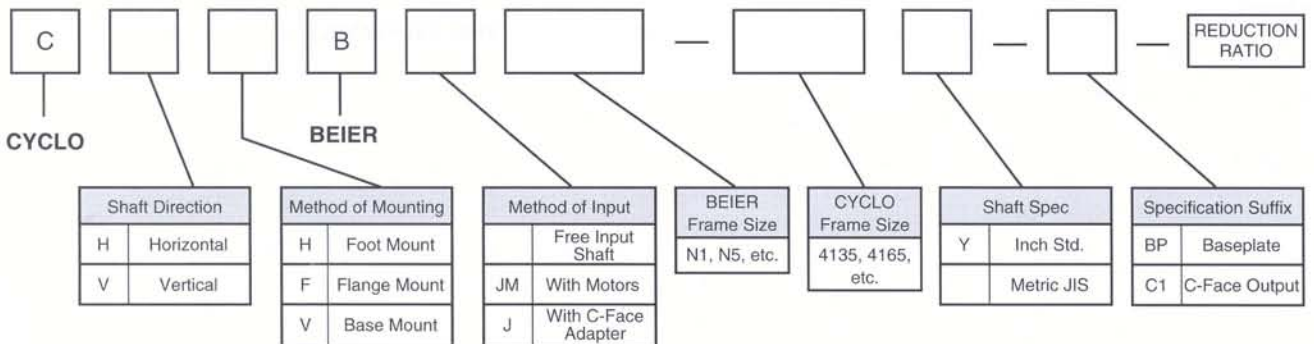 C B — — — REDUCTION
RATIO
CYCLO BEIER
Shaft Direction
H Horizontal
V Vertical
Method of Mounting
H Foot Mount
F Flange Mount
V Base Mount
Method of Input
Free Input
Shaft
JM With Motors
J With C-Face
Adapter
BEIER
Frame Size
N1, N5, etc.
CYCLO
Frame Size
4135, 4165,
etc.
Shaft Spec
Y Inch Std.
Metric JIS
Specification Suffix
BP Baseplate
C1 C-Face Output